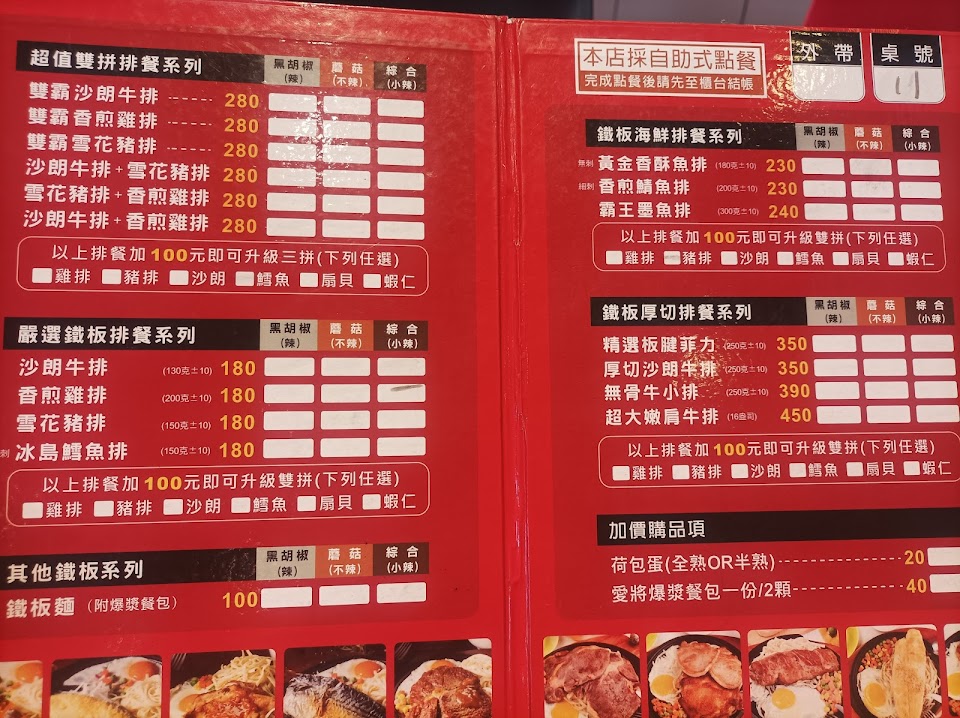 超值雙拼排餐系列 黑胡椒(辣) 蘑菇(不辣) 綜合(小辣)
雙霸沙朗牛排 ------- 280
雙霸香煎雞排 ------- 280
雙霸雪花豬排 ------- 280
沙朗牛排+雪花豬排 280
雪花豬排+香煎雞排 280
沙朗牛排+香煎雞排 280
以上排餐加100元即可升級三拼(下列任選)
雞排 豬排 沙朗 鱈魚 扇貝 蝦仁
嚴選鐵板排餐系列 黑胡椒(辣) 蘑菇(不辣) 綜合(小辣)
沙朗牛排 (130克±10) 180
香煎雞排 (200克±10) 180
雪花豬排 (150克±10) 180
刺 冰島鱈魚排 (150克±10) 180
以上排餐加100元即可升級雙拼(下列任選)
雞排 豬排 沙朗 鱈魚 扇貝 蝦仁
其他鐵板系列 黑胡椒(辣) 蘑菇(不辣) 綜合(小辣)
鐵板麵 (附爆漿餐包) 100
本店採自助式點餐
完成點餐後請先至櫃台結帳
外帶
桌號
11
鐵板海鮮排餐系列 黑胡椒(辣) 蘑菇(不辣) 綜合(小辣)
無刺 黃金香酥魚排 (180克±10) 230
細刺 香煎鯖魚排 (200克±10) 230
霸王墨魚排 (300克±10) 240
以上排餐加100元即可升級雙拼(下列任選)
雞排 豬排 沙朗 鱈魚 扇貝 蝦仁
鐵板厚切排餐系列 黑胡椒(辣) 蘑菇(不辣) 綜合(小辣)
精選板腱菲力 (250克±10) 350
厚切沙朗牛排 (250克±10) 350
無骨牛小排 (250克±10) 390
超大嫩肩牛排 (16盎司) 450
以上排餐加100元即可升級雙拼(下列任選)
雞排 豬排 沙朗 鱈魚 扇貝 蝦仁
加價購品項
荷包蛋(全熟OR半熟) ------- 20
愛將爆漿餐包一份/2顆 ------- 40